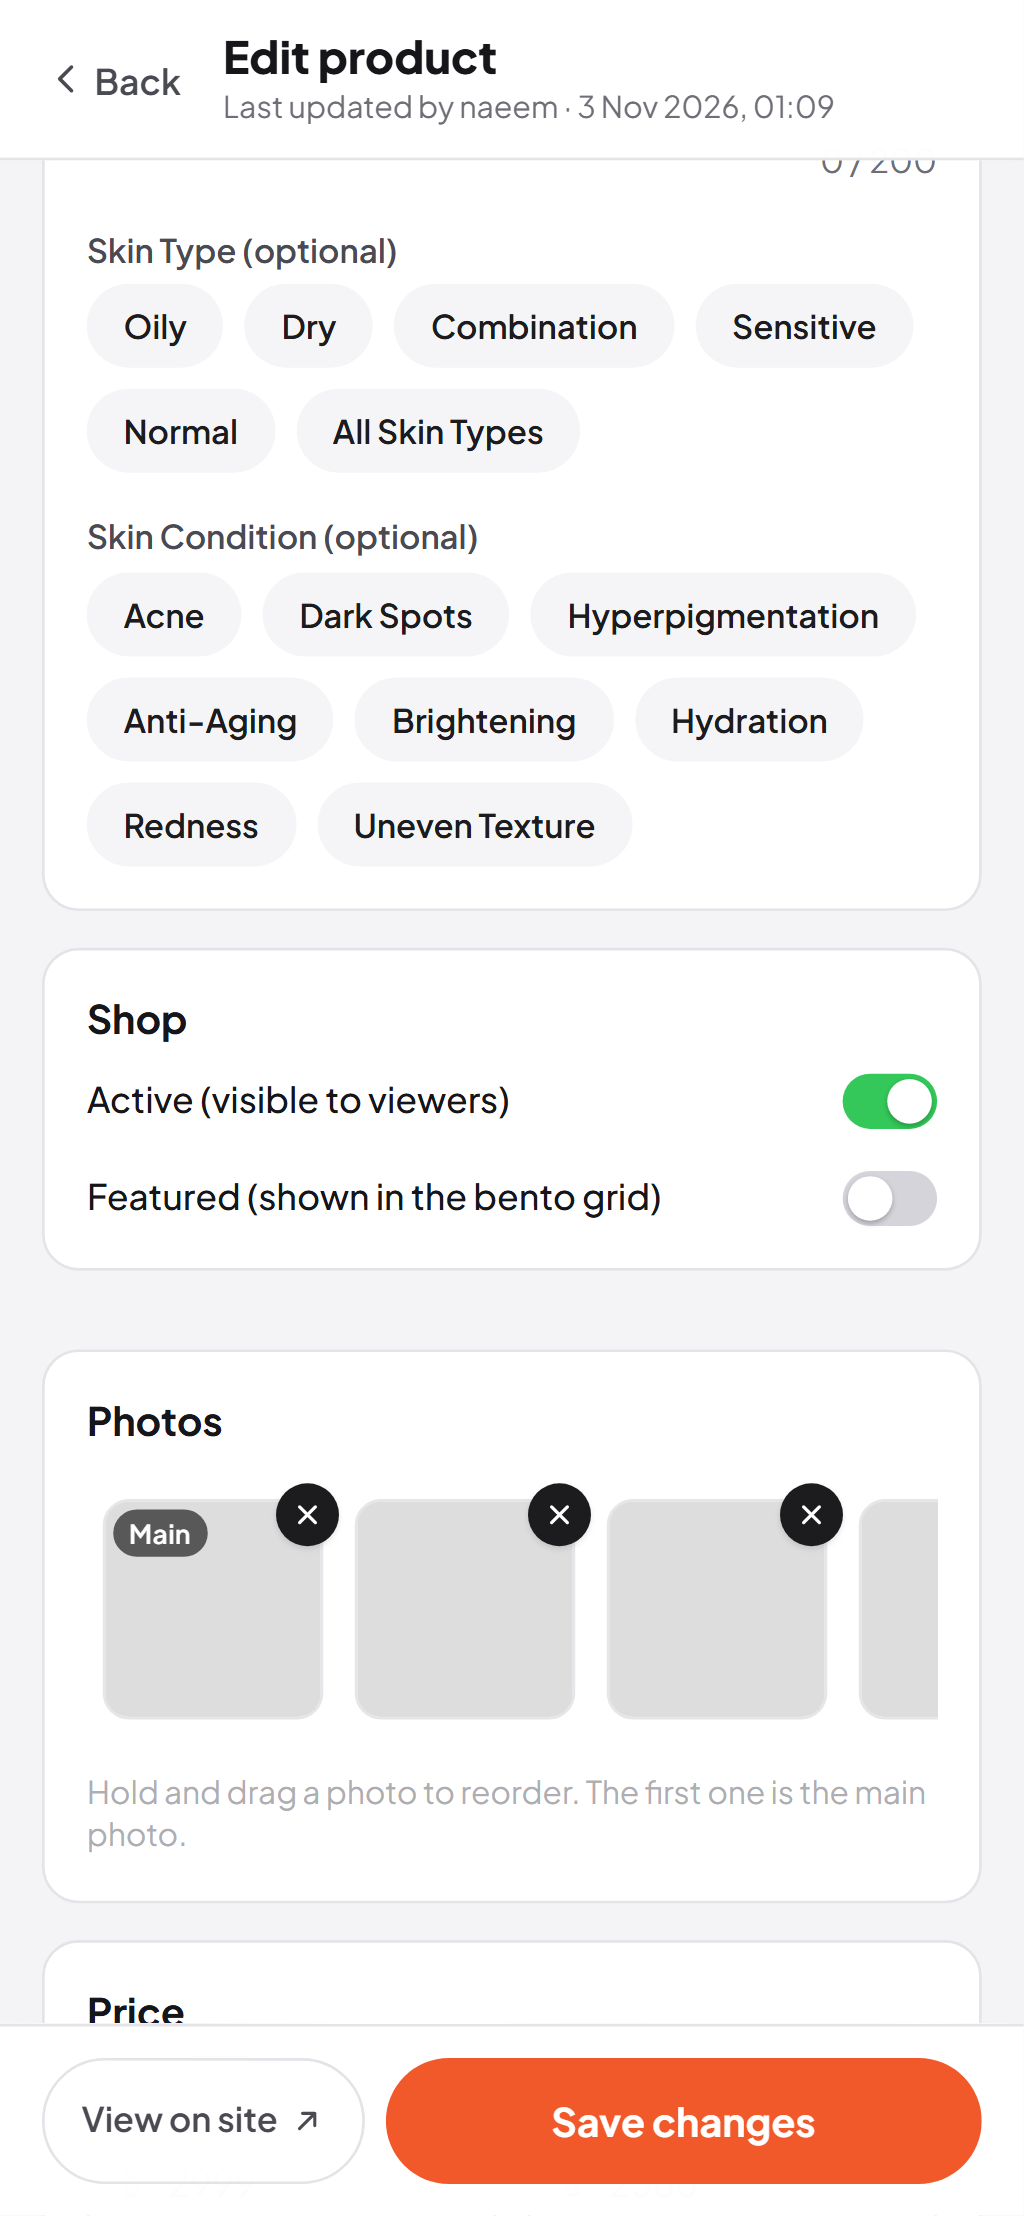 Back
Edit product
Last updated by naeem · 3 Nov 2026, 01:09
0 / 200
Skin Type (optional)
Oily
Dry
Combination
Sensitive
Normal
All Skin Types
Skin Condition (optional)
Acne
Dark Spots
Hyperpigmentation
Anti-Aging
Brightening
Hydration
Redness
Uneven Texture
Shop
Active (visible to viewers)
Featured (shown in the bento grid)
Photos
Main
Hold and drag a photo to reorder. The first one is the main
photo.
Price
View on site ↗
Save changes